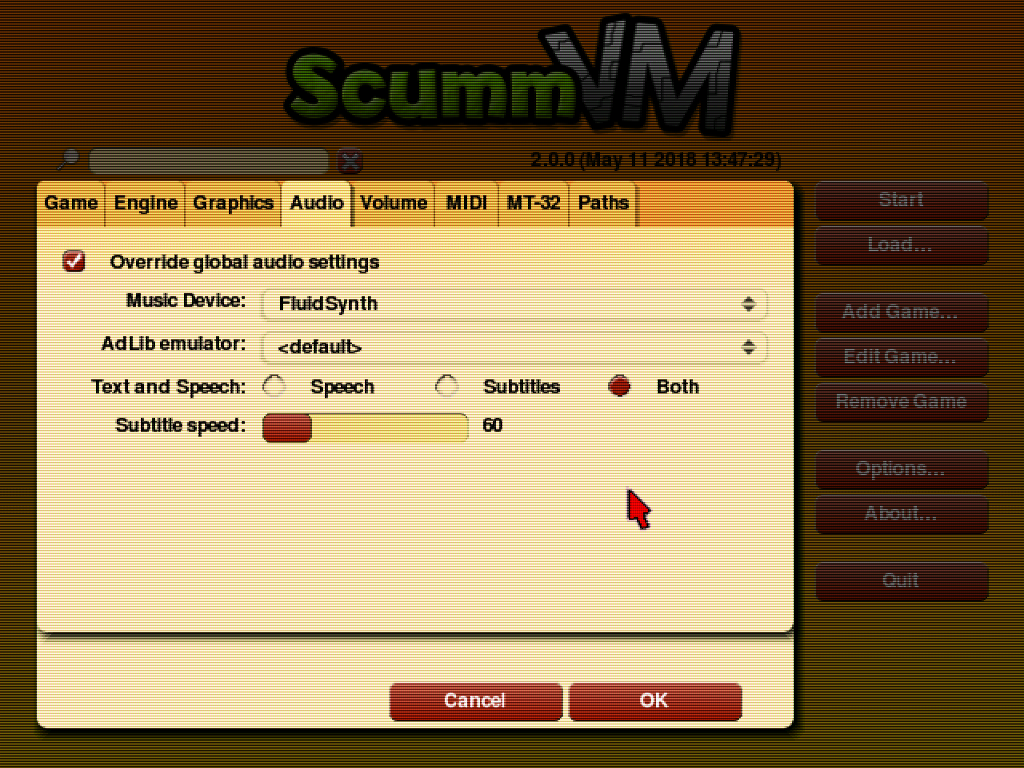 ScummVM
2.0.0 (May 11 2018 13:47:29)
Game Engine Graphics Audio Volume MIDI MT-32 Paths
Override global audio settings
Music Device: FluidSynth
AdLib emulator: <default>
Text and Speech: Speech Subtitles Both
Subtitle speed: 60
Cancel OK
Start
Load...
Add Game...
Edit Game...
Remove Game
Options...
About...
Quit